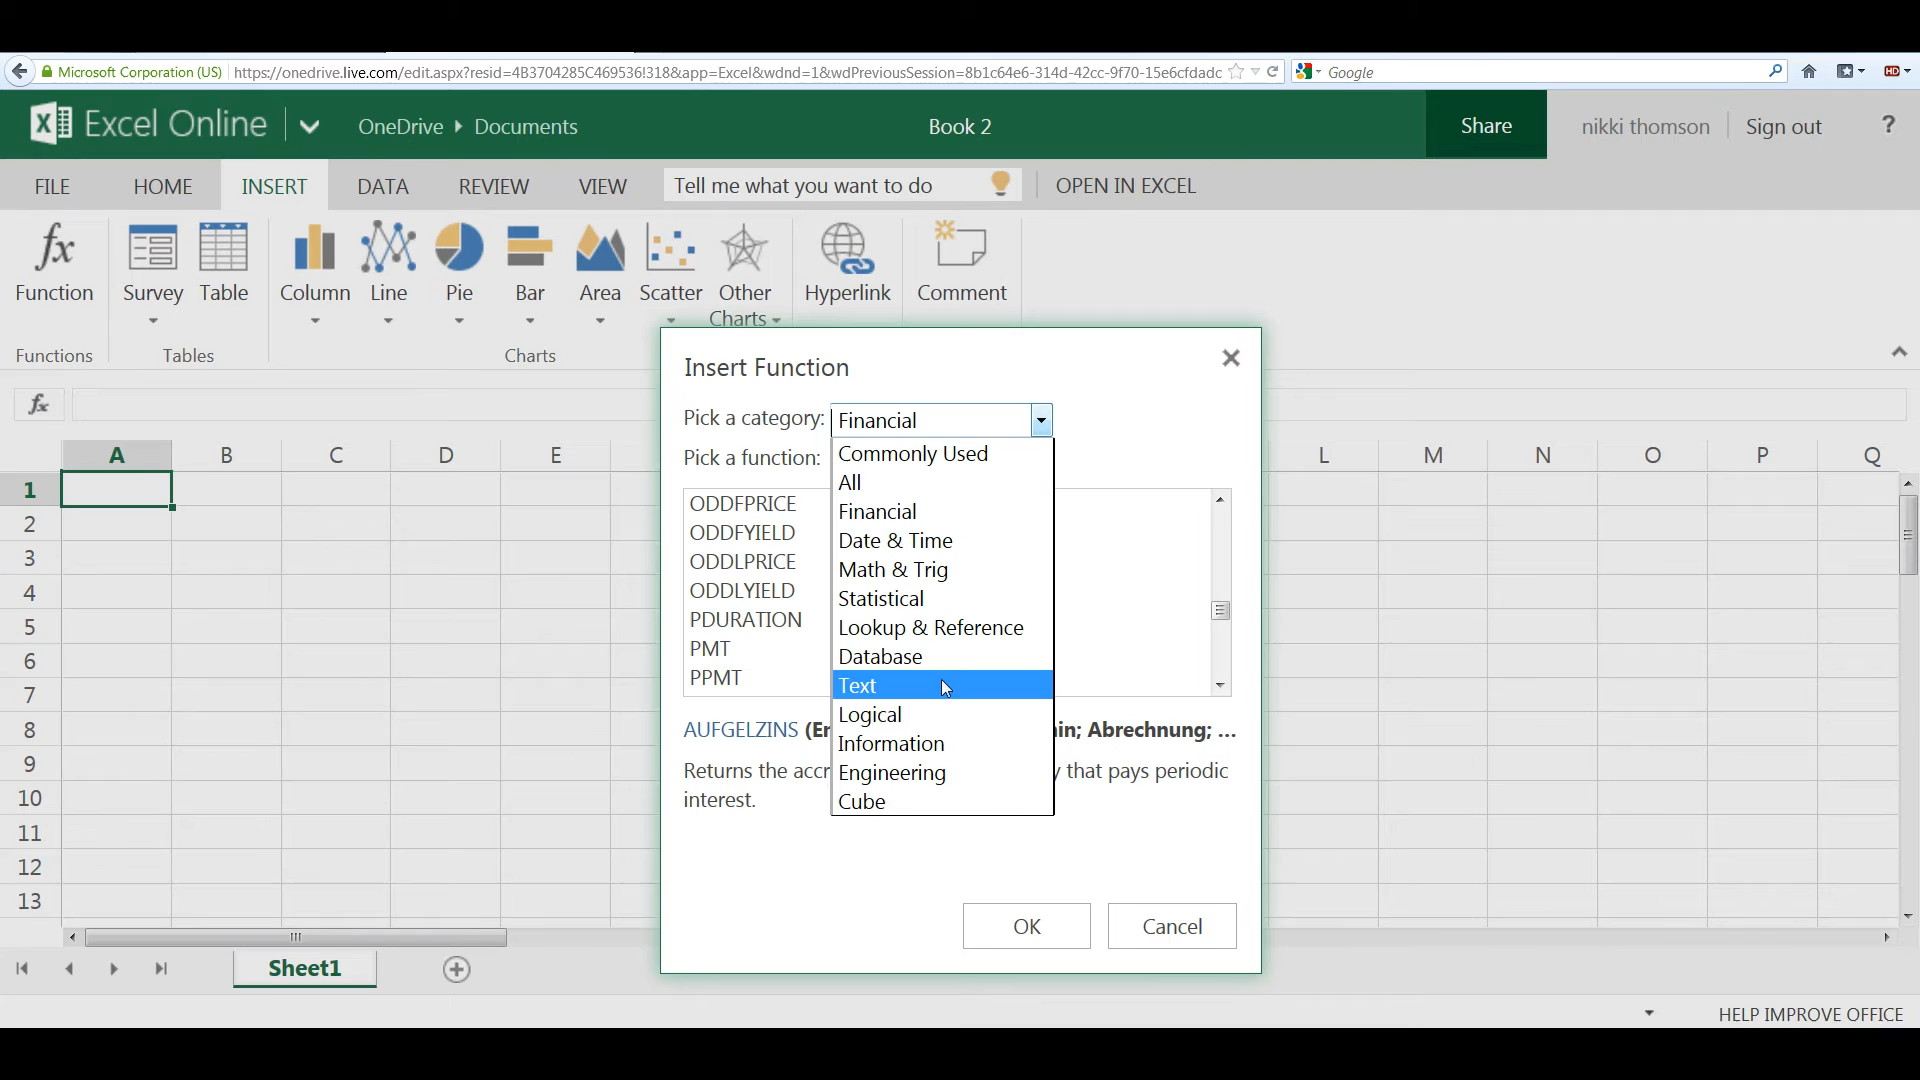 Microsoft Corporation (US) https://onedrive.live.com/edit.aspx?resid=4B3704285C469536!318&app=Excel&wdnd=1&wdPreviousSession=8b1c64e6-314d-42cc-9f70-15e6cfdadc Google HD
Excel Online OneDrive Documents Book 2 Share nikki thomson Sign out ?
FILE HOME INSERT DATA REVIEW VIEW Tell me what you want to do OPEN IN EXCEL
fx
Function Survey Table Column Line Pie Bar Area Scatter Other Charts Hyperlink Comment
Functions Tables Charts
Insert Function
fx
Pick a category: Financial
Pick a function:
A B C D E L M N O P Q
1
2
3
4
5
6
7
8
9
10
11
12
13
ODDFPRICE
ODDFYIELD
ODDLPRICE
ODDLYIELD
PDURATION
PMT
PPMT
Commonly Used
All
Financial
Date & Time
Math & Trig
Statistical
Lookup & Reference
Database
Text
Logical
Information
Engineering
Cube
AUFGELZINS (Er in; Abrechnung; ...
Returns the accr that pays periodic
interest.
OK Cancel
Sheet1
HELP IMPROVE OFFICE